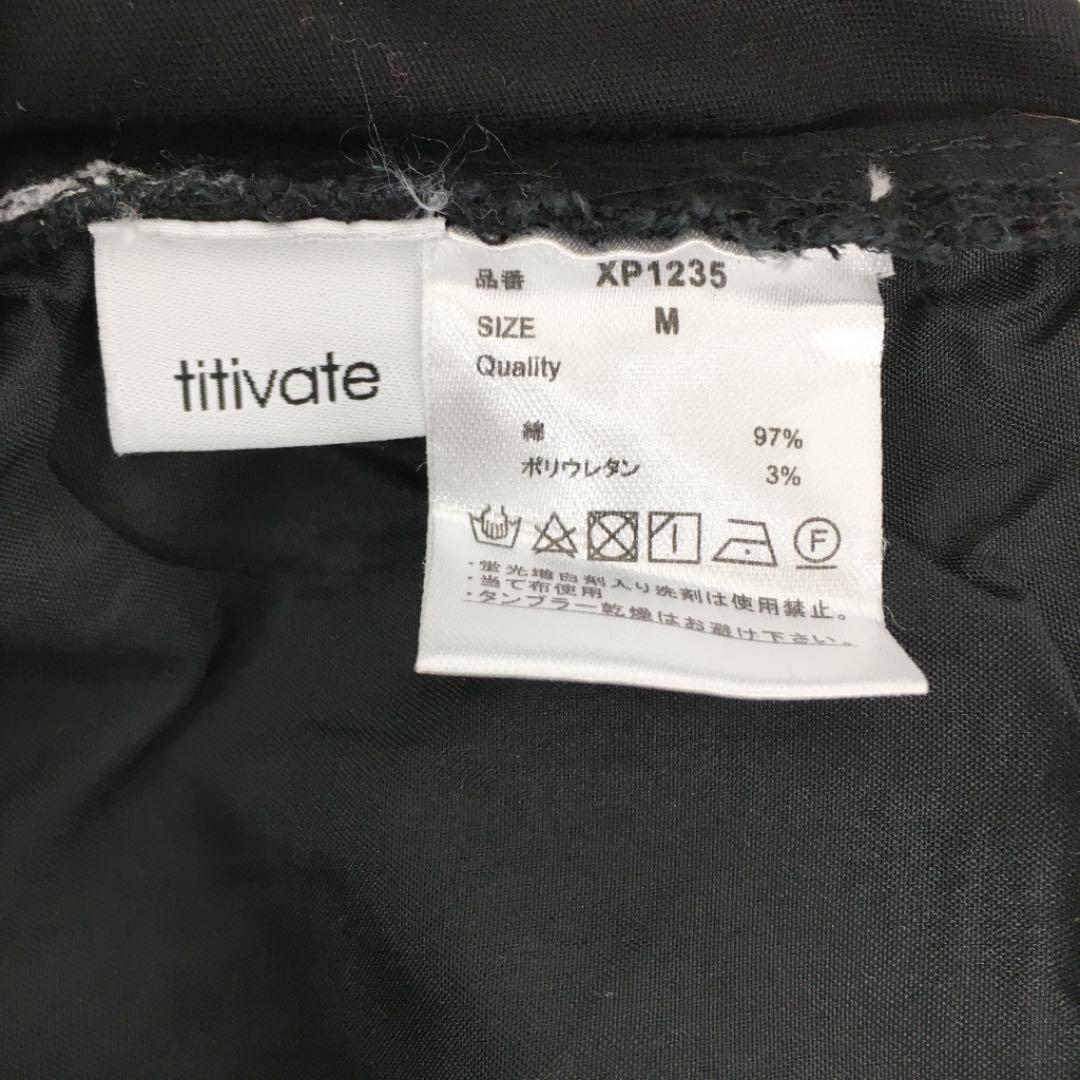 titivate
品番 XP1235
SIZE M
Quality
綿 97%
ポリウレタン 3%
F
・蛍光増白剤入り洗剤は使用禁止。
・当て布使用
・タンブラー乾燥はお避け下さい。